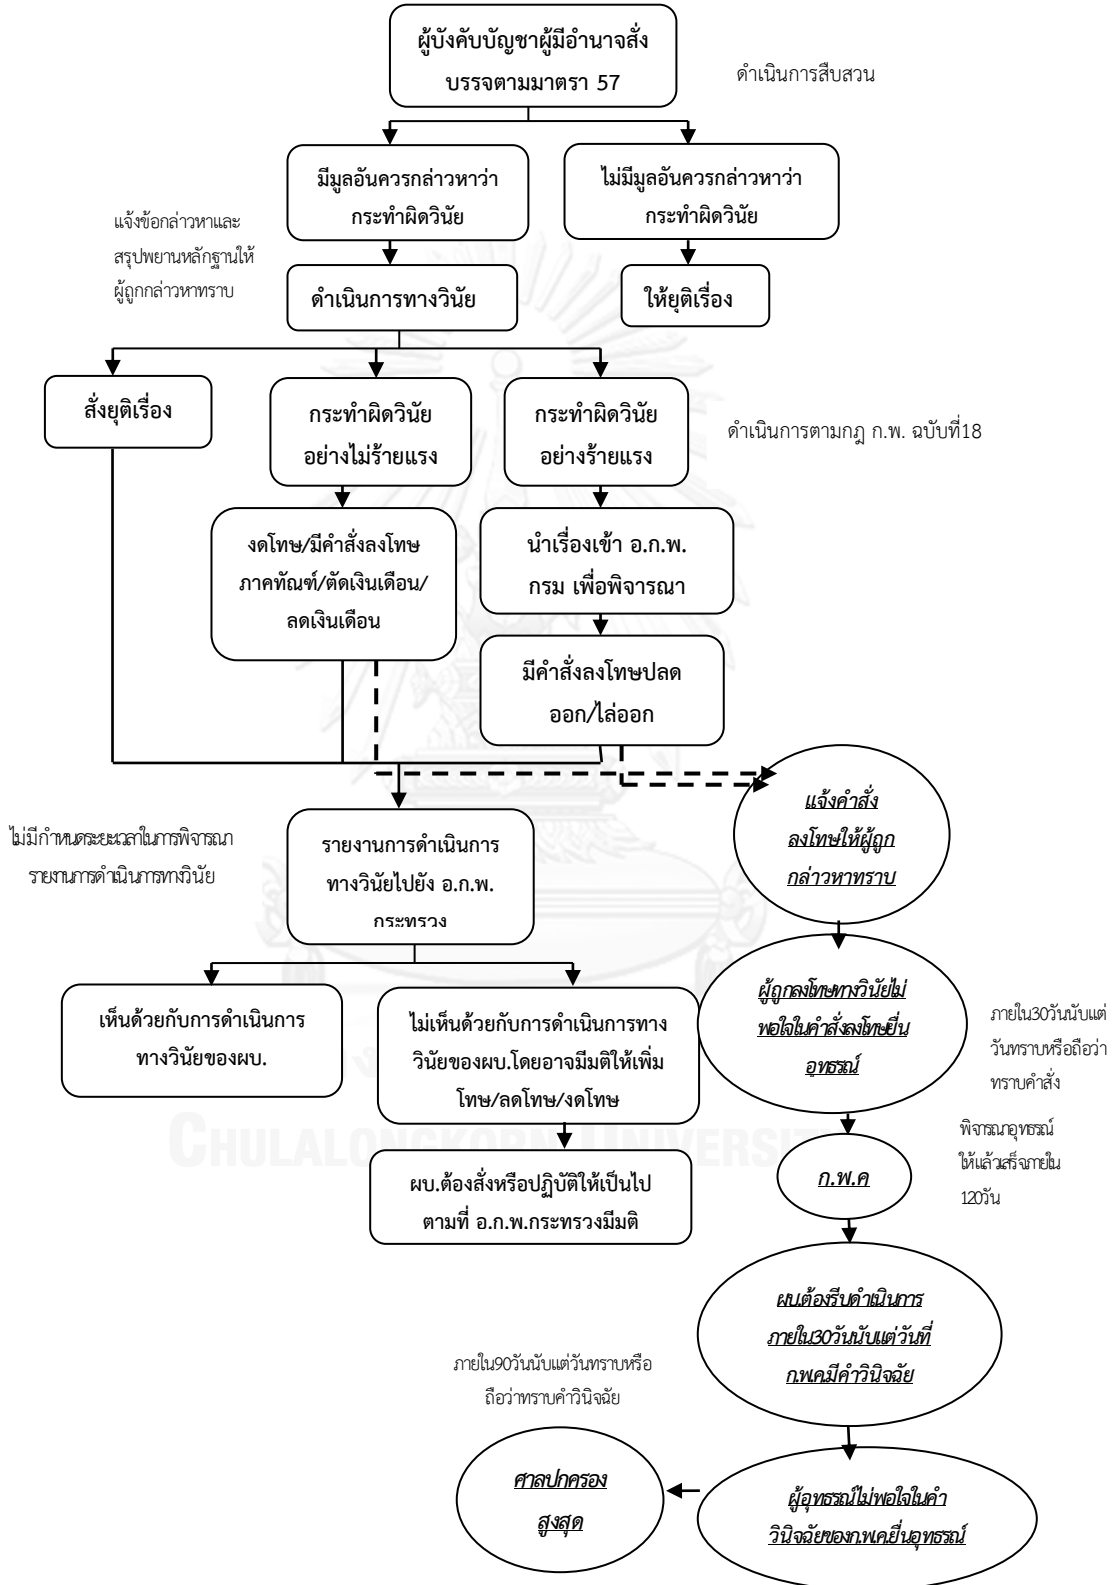 ผู้บังคับบัญชาผู้มีอำนาจสั่ง
บรรจุตามมาตรา 57
ดำเนินการสืบสวน
มีมูลอันควรกล่าวหาว่า
กระทำผิดวินัย
ไม่มีมูลอันควรกล่าวหาว่า
กระทำผิดวินัย
แจ้งข้อกล่าวหาและ
สรุปพยานหลักฐานให้
ผู้ถูกกล่าวหาทราบ
ดำเนินการทางวินัย
ให้ยุติเรื่อง
สั่งยุติเรื่อง
กระทำผิดวินัย
อย่างไม่ร้ายแรง
กระทำผิดวินัย
อย่างร้ายแรง
ดำเนินการตามกฎ ก.พ. ฉบับที่18
งดโทษ/มีคำสั่งลงโทษ
ภาคทัณฑ์/ตัดเงินเดือน/
ลดเงินเดือน
นำเรื่องเข้า อ.ก.พ.
กรม เพื่อพิจารณา
มีคำสั่งลงโทษปลด
ออก/ไล่ออก
แจ้งคำสั่ง
ลงโทษให้ผู้ถูก
กล่าวหาทราบ
ไม่มีกำหนดระยะเวลาในการพิจารณา
รายงานการดำเนินการทางวินัย
รายงานการดำเนินการ
ทางวินัยไปยัง อ.ก.พ.
กระทรวง
เห็นด้วยกับการดำเนินการ
ทางวินัยของผบ.
ไม่เห็นด้วยกับการดำเนินการทาง
วินัยของผบ.โดยอาจมีมติให้เพิ่ม
โทษ/ลดโทษ/งดโทษ
ผู้ถูกลงโทษทางวินัยไม่
พอใจในคำสั่งลงโทษยื่น
อุทธรณ์
ภายใน30วันนับแต่
วันทราบหรือถือว่า
ทราบคำสั่ง
พิจารณาอุทธรณ์
ให้แล้วเสร็จภายใน
120วัน
CHULALONGKORN UNIVERSITY
ก.พ.ค
ผบ.ต้องสั่งหรือปฏิบัติให้เป็นไป
ตามที่ อ.ก.พ.กระทรวงมีมติ
ผบ.ต้องรีบดำเนินการ
ภายใน30วันนับแต่วันที่
ก.พ.ค.มีคำวินิจฉัย
ภายใน90วันนับแต่วันทราบหรือ
ถือว่าทราบคำวินิจฉัย
ศาลปกครอง
สูงสุด
ผู้อุทธรณ์ไม่พอใจในคำ
วินิจฉัยของก.พ.ค.ยื่นอุทธรณ์